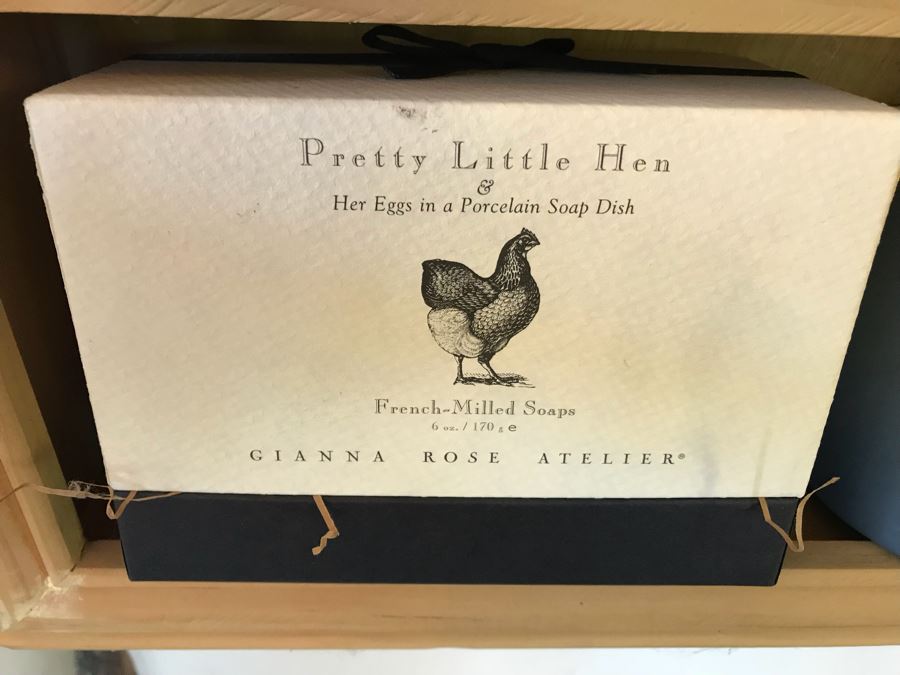 Pretty Little Hen
&
Her Eggs in a Porcelain Soap Dish
French-Milled Soaps
6 oz. / 170 g ℮
GIANNA ROSE ATELIER®